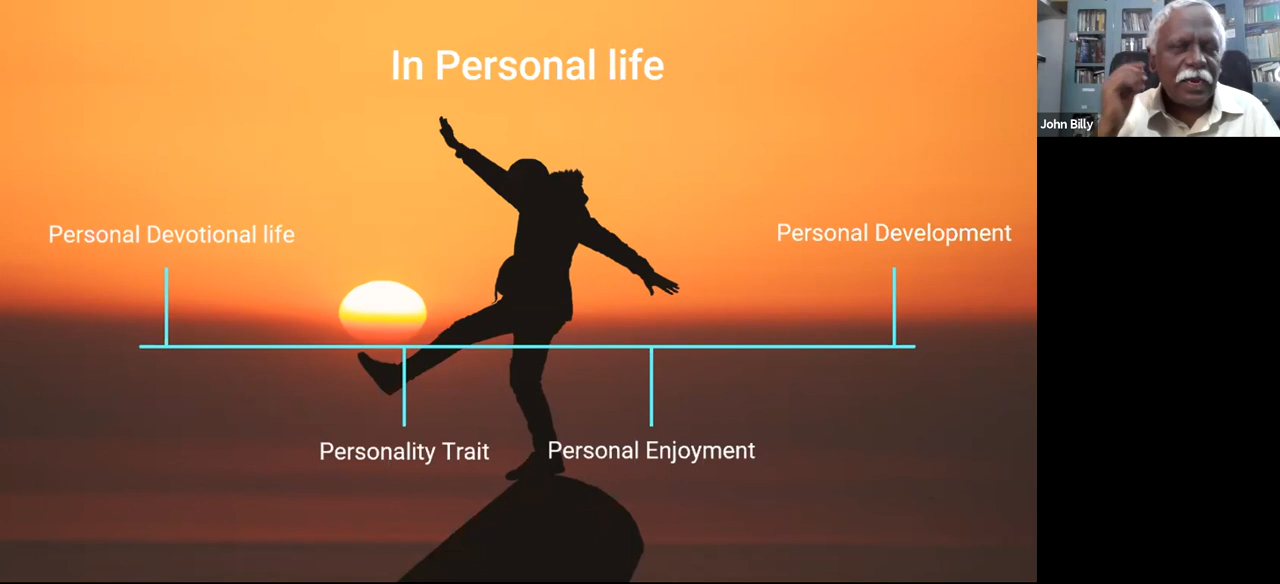 In Personal life
John Billy
Personal Devotional life
Personal Development
Personality Trait
Personal Enjoyment